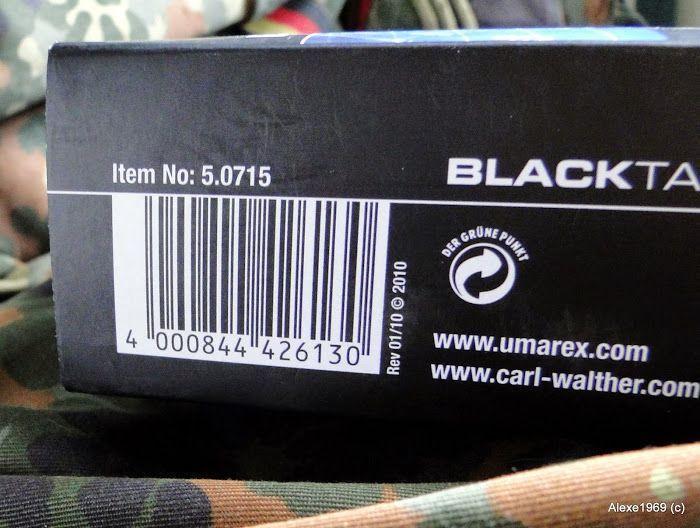 Item No: 5.0715
BLACKTA
4 000844 426130
Rev 01/10 © 2010
DER GRÜNE PUNKT
www.umarex.com
www.carl-walther.com
Alexe1969 (c)